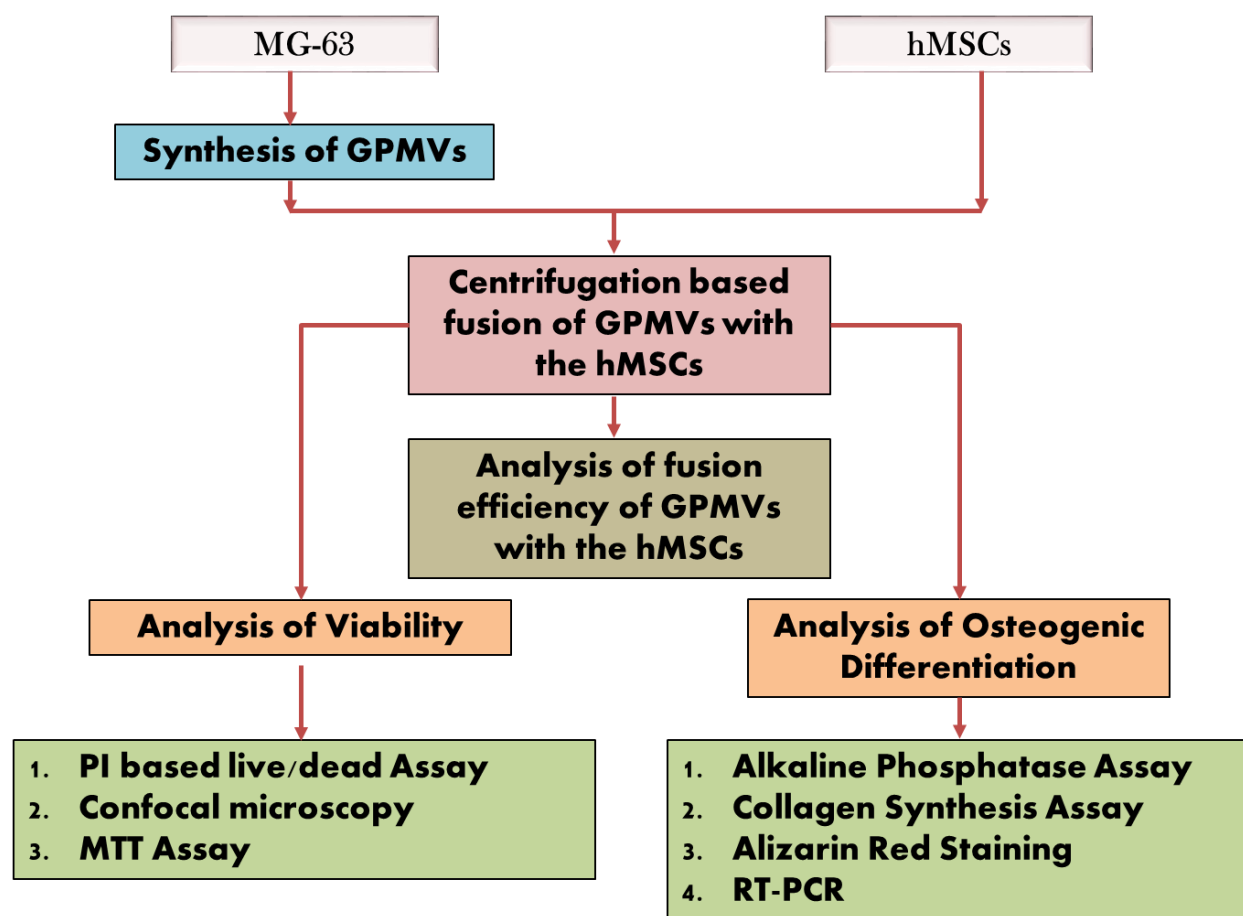 MG-63
hMSCs
Synthesis of GPMVs
Centrifugation based
fusion of GPMVs with
the hMSCs
Analysis of fusion
efficiency of GPMVs
with the hMSCs
Analysis of Viability
Analysis of Osteogenic
Differentiation
1. PI based live/dead Assay
2. Confocal microscopy
3. MTT Assay
1. Alkaline Phosphatase Assay
2. Collagen Synthesis Assay
3. Alizarin Red Staining
4. RT-PCR